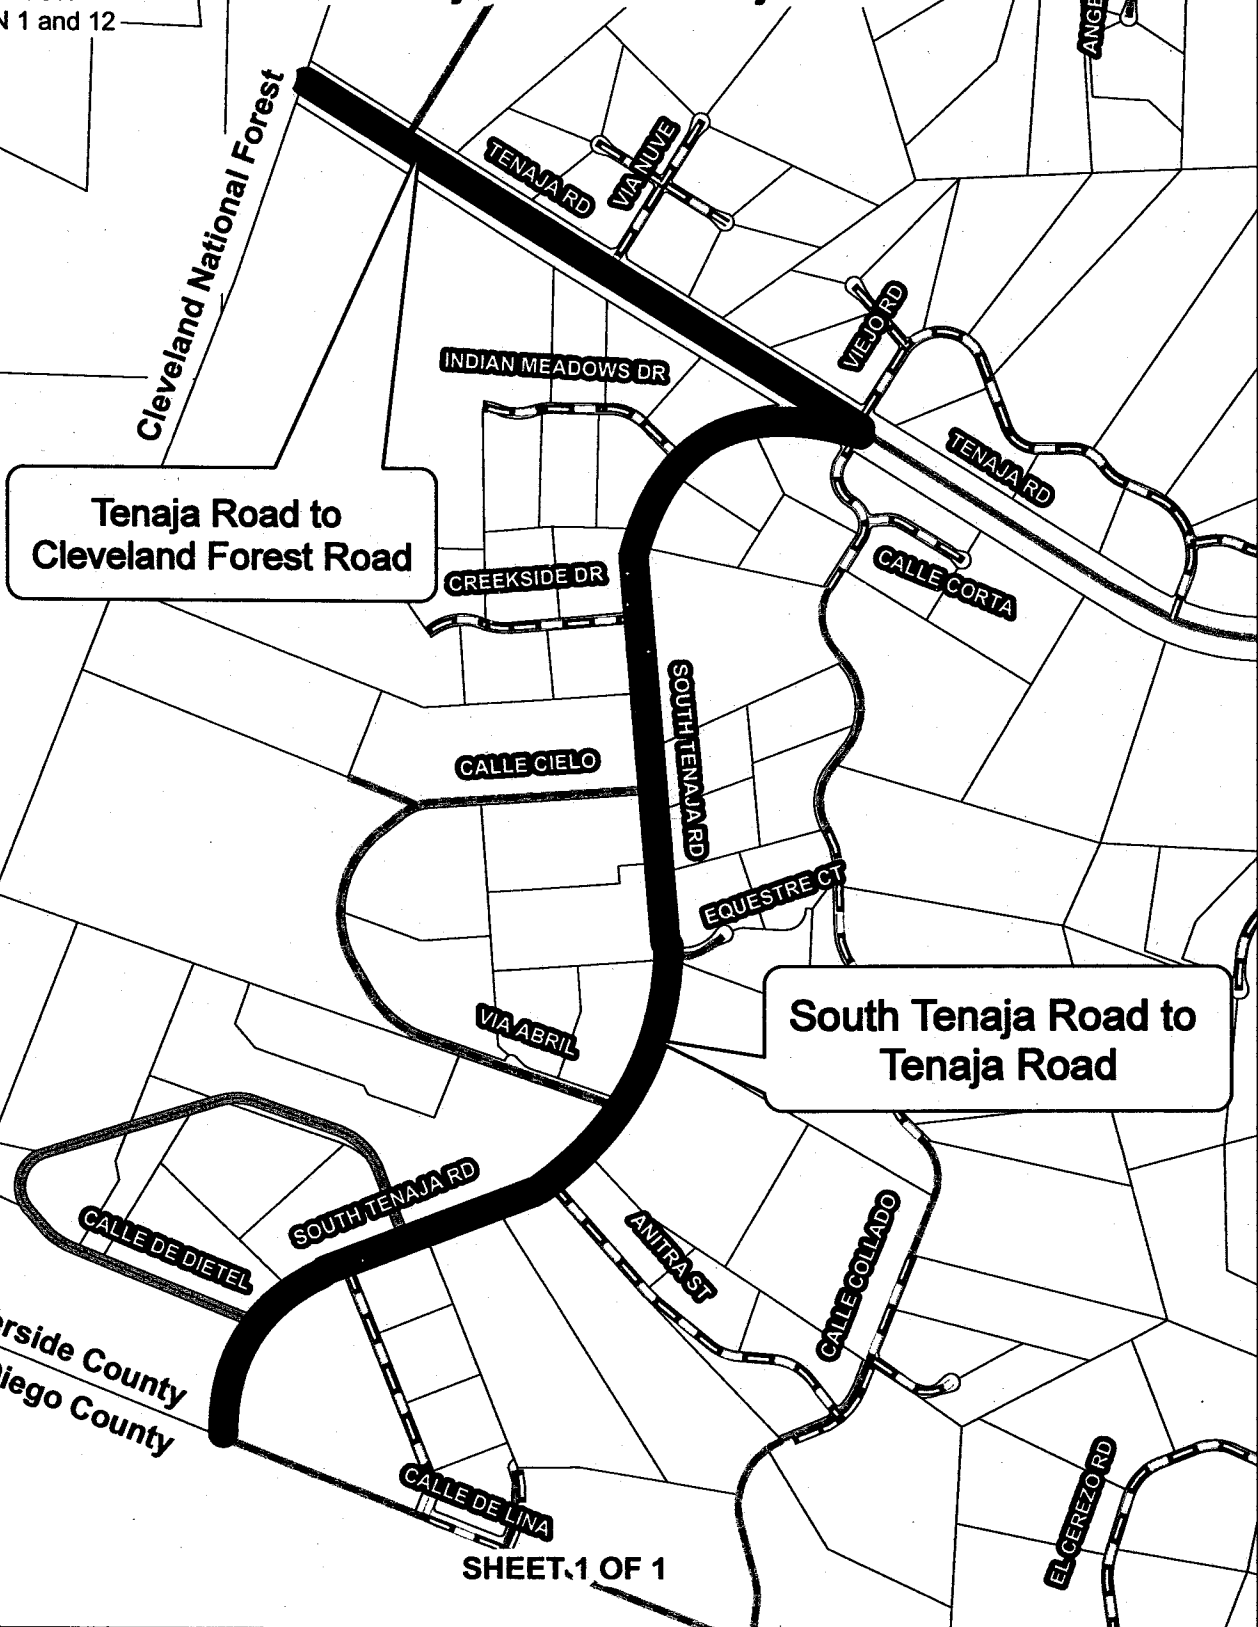 N 1 and 12
ANGE
Cleveland National Forest
TENAJA RD
VIA NUVE
VIEJO RD
INDIAN MEADOWS DR
TENAJA RD
Tenaja Road to
Cleveland Forest Road
CREEKSIDE DR
CALLE CORTA
SOUTH TENAJA RD
CALLE CIELO
EQUESTRE CT
South Tenaja Road to
Tenaja Road
VIA ABRIL
SOUTH TENAJA RD
CALLE DE DIETEL
ANITRA ST
CALLE COLLADO
erside County
Diego County
EL CEREZO RD
CALLE DE LINA
SHEET 1 OF 1